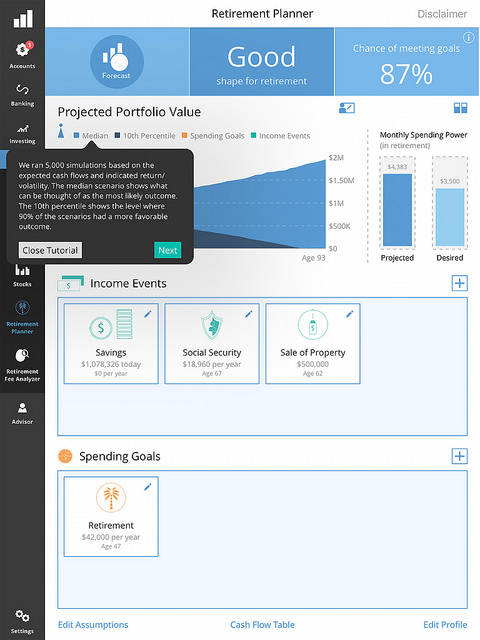 Retirement Planner
Disclaimer
1
Accounts
Banking
Investing
Stocks
Retirement
Planner
Retirement
Fee Analyzer
Advisor
Settings
Forecast
Good
shape for retirement
i
Chance of meeting goals
87%
Projected Portfolio Value
Median
10th Percentile
Spending Goals
Income Events
We ran 5,000 simulations based on the
expected cash flows and indicated return/
volatility. The median scenario shows what
can be thought of as the most likely outcome.
The 10th percentile shows the level where
90% of the scenarios had a more favorable
outcome.
Close Tutorial
Next
$2M
$1.50M
$1M
$500K
$0
Age 93
Monthly Spending Power
(in retirement)
$4,383
$3,500
Projected
Desired
$
Income Events
+
$
Savings
$1,078,326 today
$0 per year
Social Security
$18,960 per year
Age 67
$
Sale of Property
$500,000
Age 62
Spending Goals
+
Retirement
$42,000 per year
Age 47
Edit Assumptions
Cash Flow Table
Edit Profile